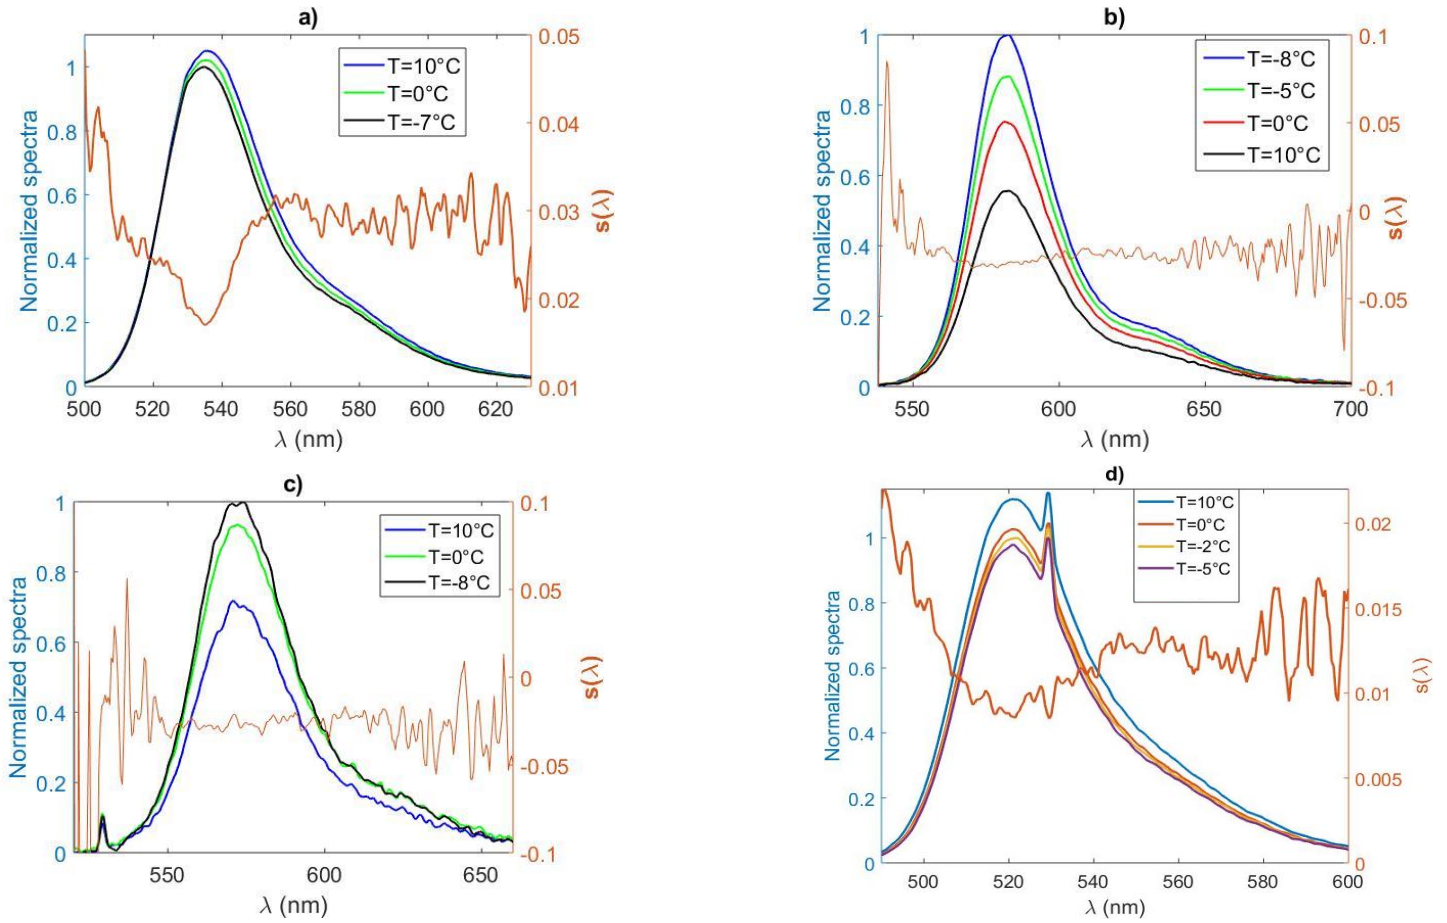 a)
Normalized spectra
1
0.8
0.6
0.4
0.2
0
500 520 540 560 580 600 620
λ (nm)
0.05
0.04
0.03
0.02
0.01
s(λ)
T=10°C
T=0°C
T=-7°C
b)
Normalized spectra
1
0.8
0.6
0.4
0.2
0
550 600 650 700
λ (nm)
0.1
0.05
0
-0.05
-0.1
s(λ)
T=-8°C
T=-5°C
T=0°C
T=10°C
c)
Normalized spectra
1
0.8
0.6
0.4
0.2
0
550 600 650
λ (nm)
0.1
0.05
0
-0.05
-0.1
s(λ)
T=10°C
T=0°C
T=-8°C
d)
Normalized spectra
1
0.8
0.6
0.4
0.2
0
500 520 540 560 580 600
λ (nm)
0.02
0.015
0.01
0.005
0
s(λ)
T=10°C
T=0°C
T=-2°C
T=-5°C